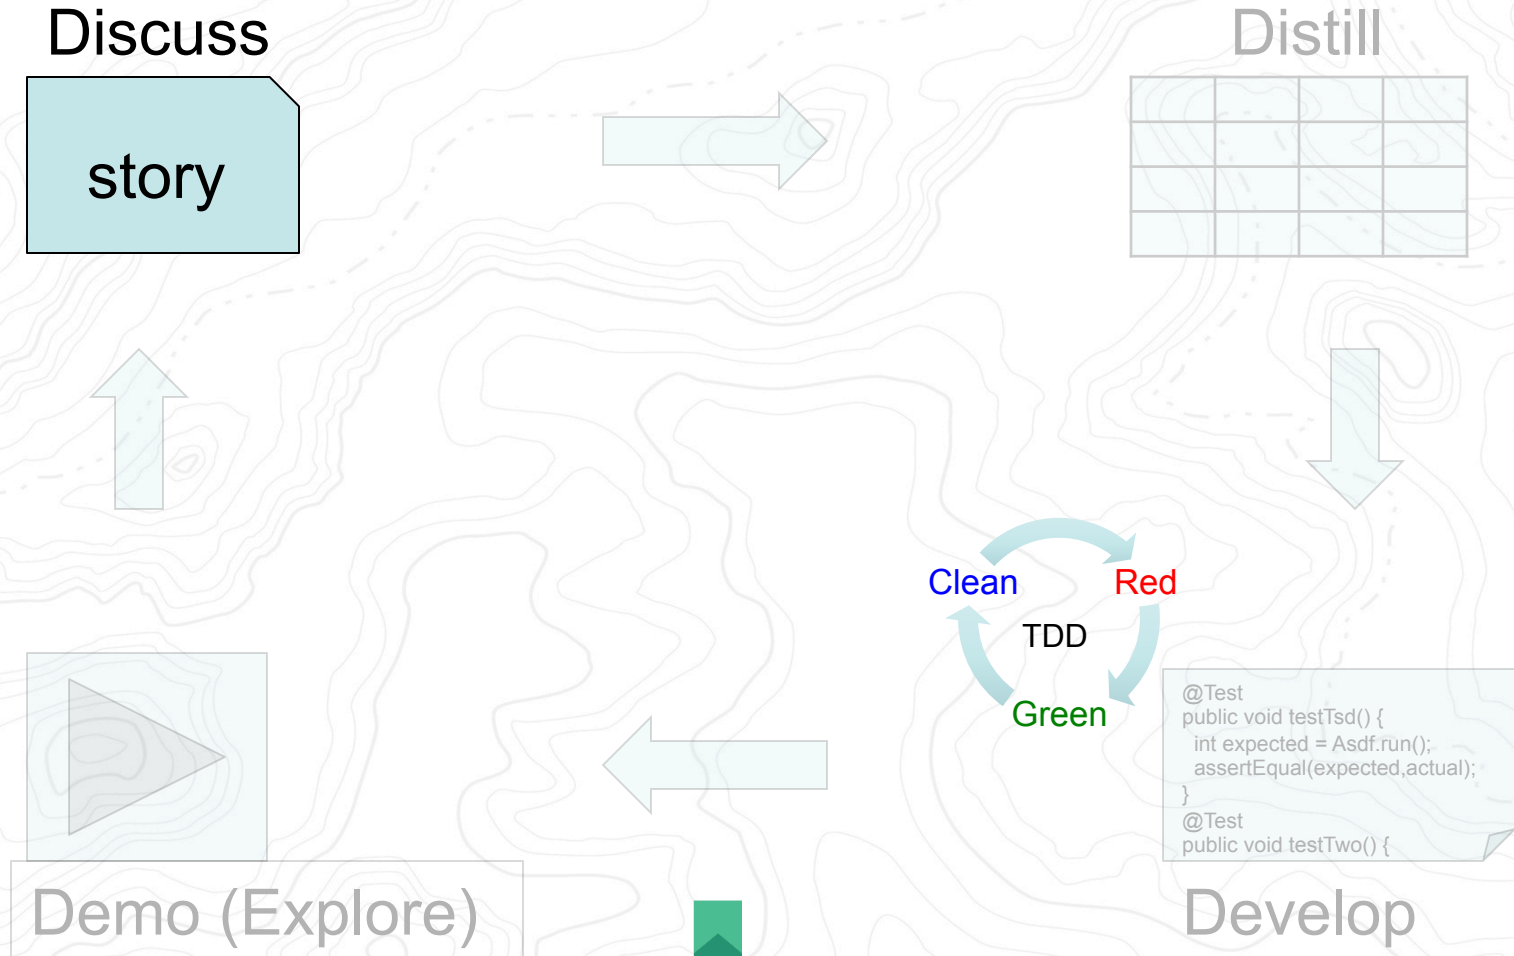 Discuss
Distill
story
Clean
Red
TDD
Green
@Test
public void testTsd() {
int expected = Asdf.run();
assertEqual(expected,actual);
}
@Test
public void testTwo() {
Demo (Explore)
Develop